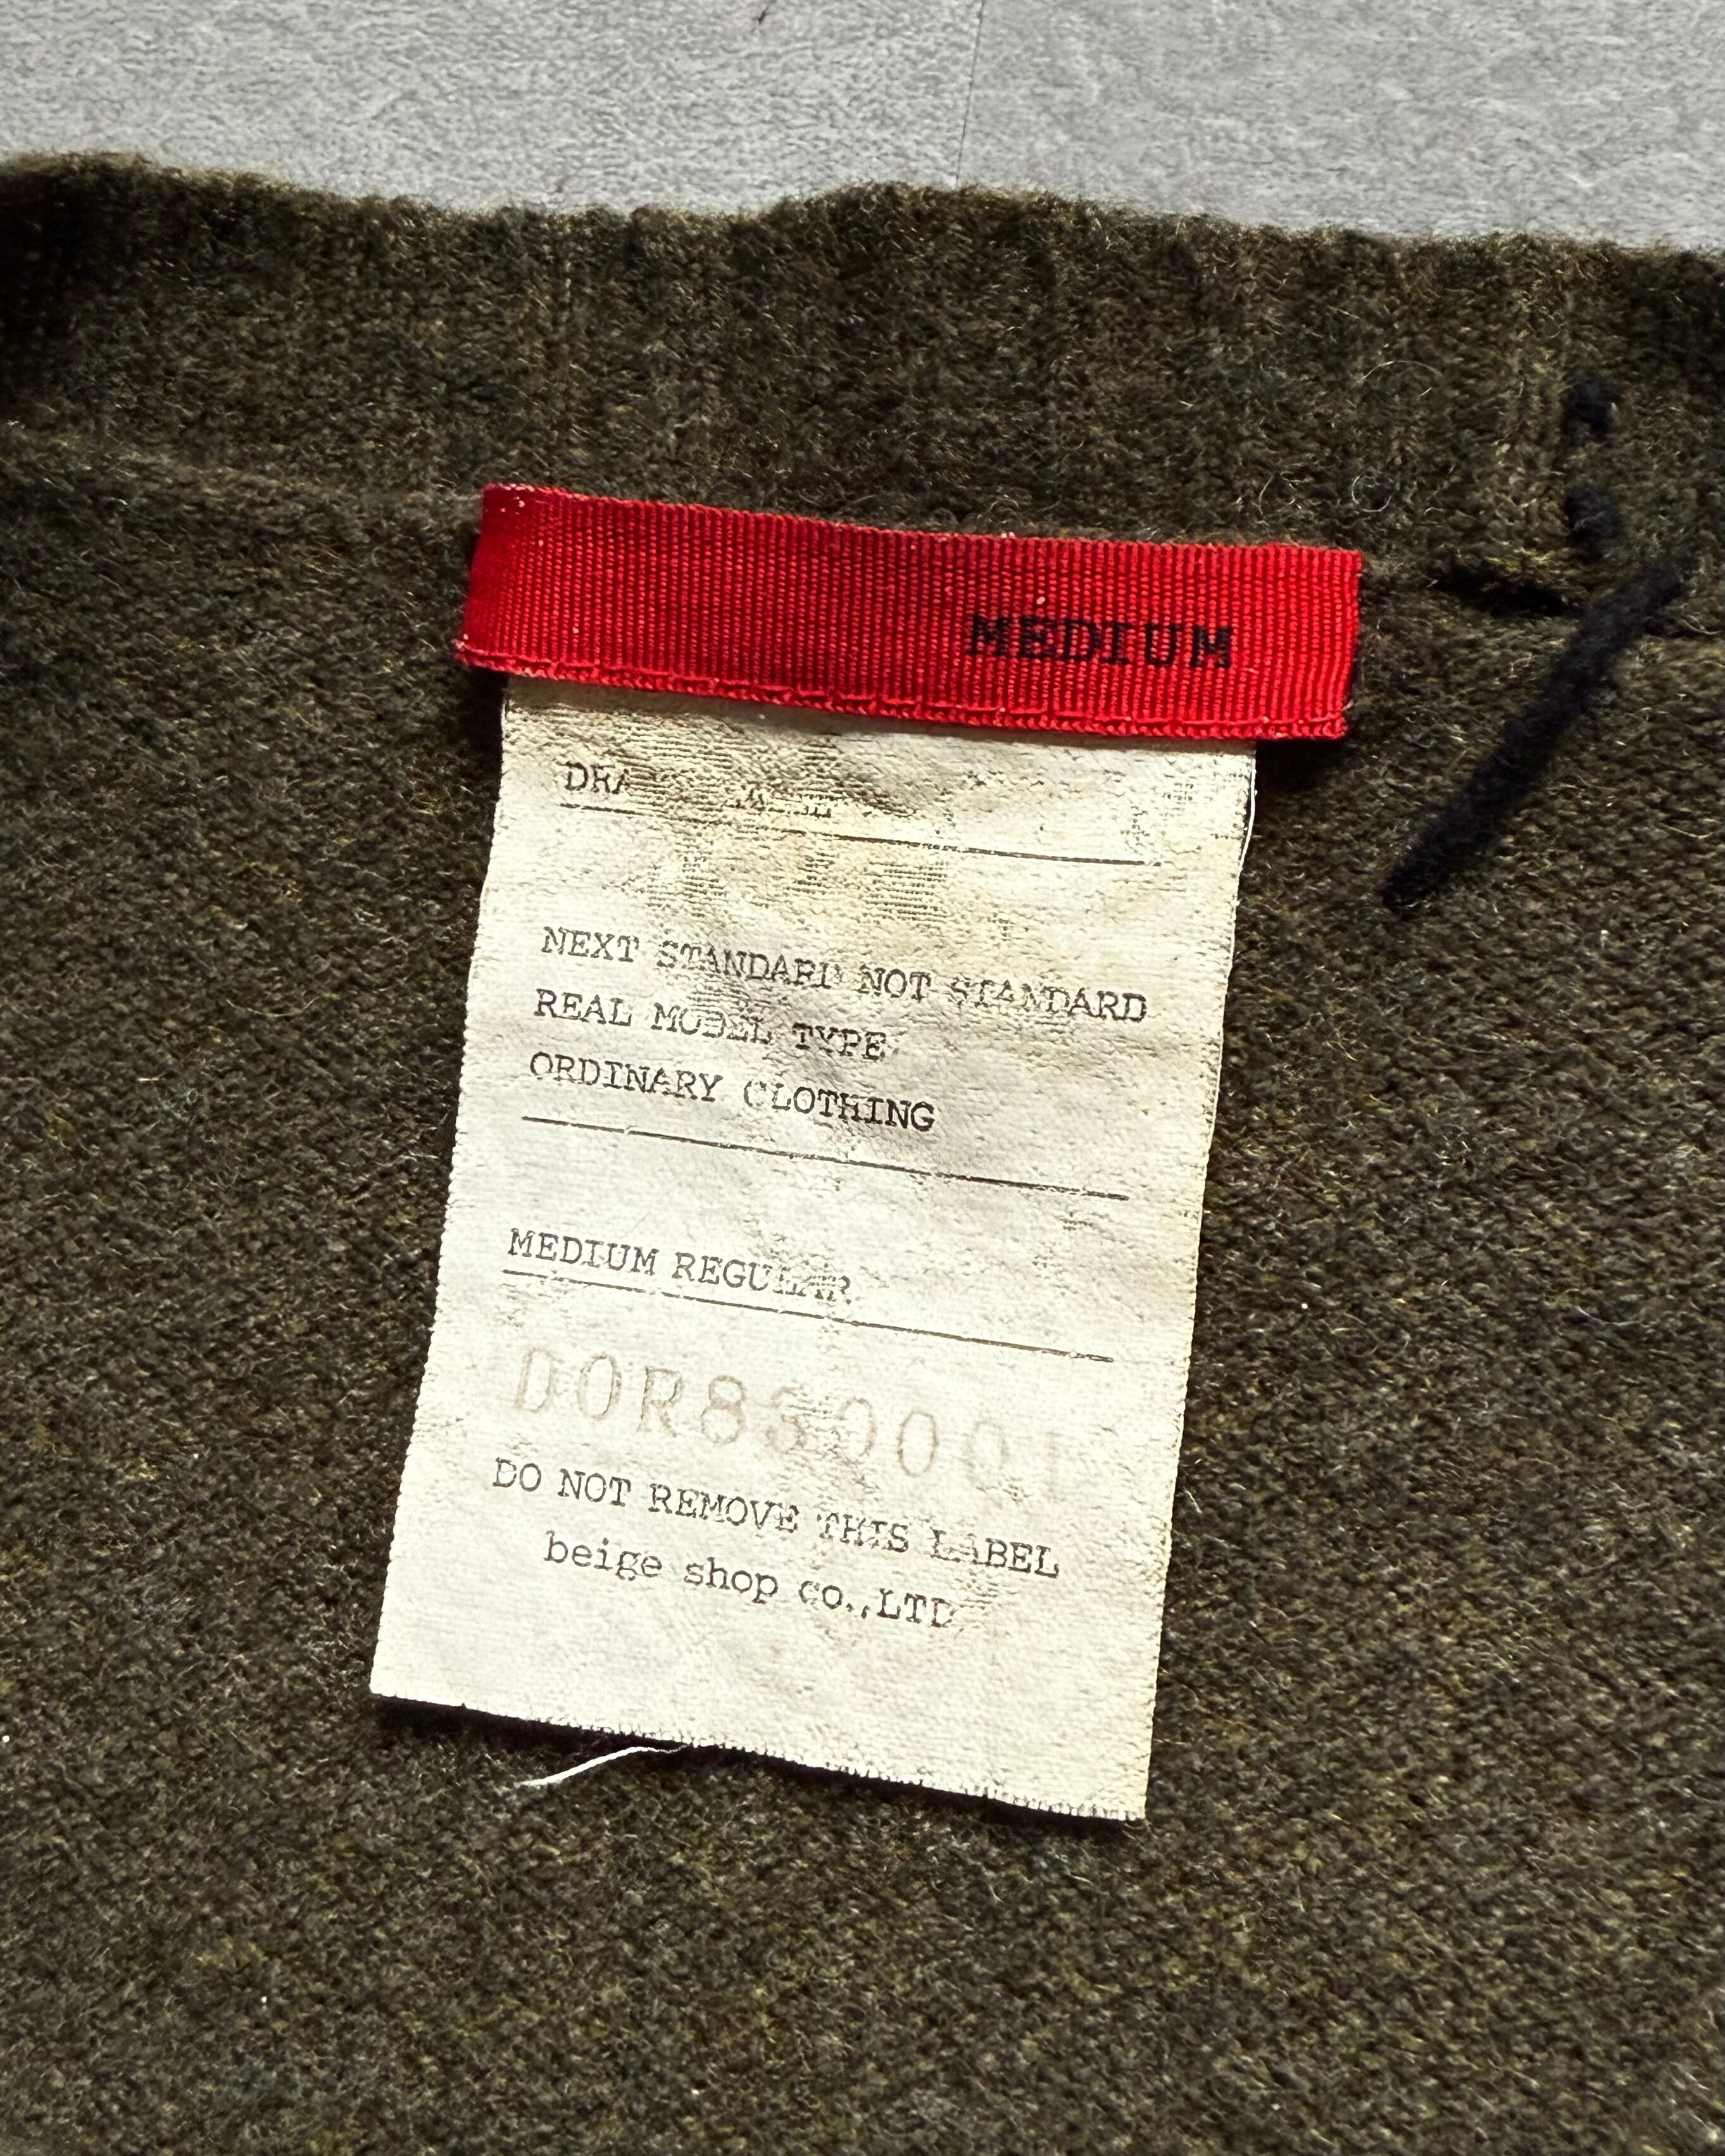 MEDIUM
NEXT STANDARD NOT STANDARD
REAL MODEL TYPE
ORDINARY CLOTHING
MEDIUM REGULAR
DO NOT REMOVE THIS LABEL
beige shop co.,LTD